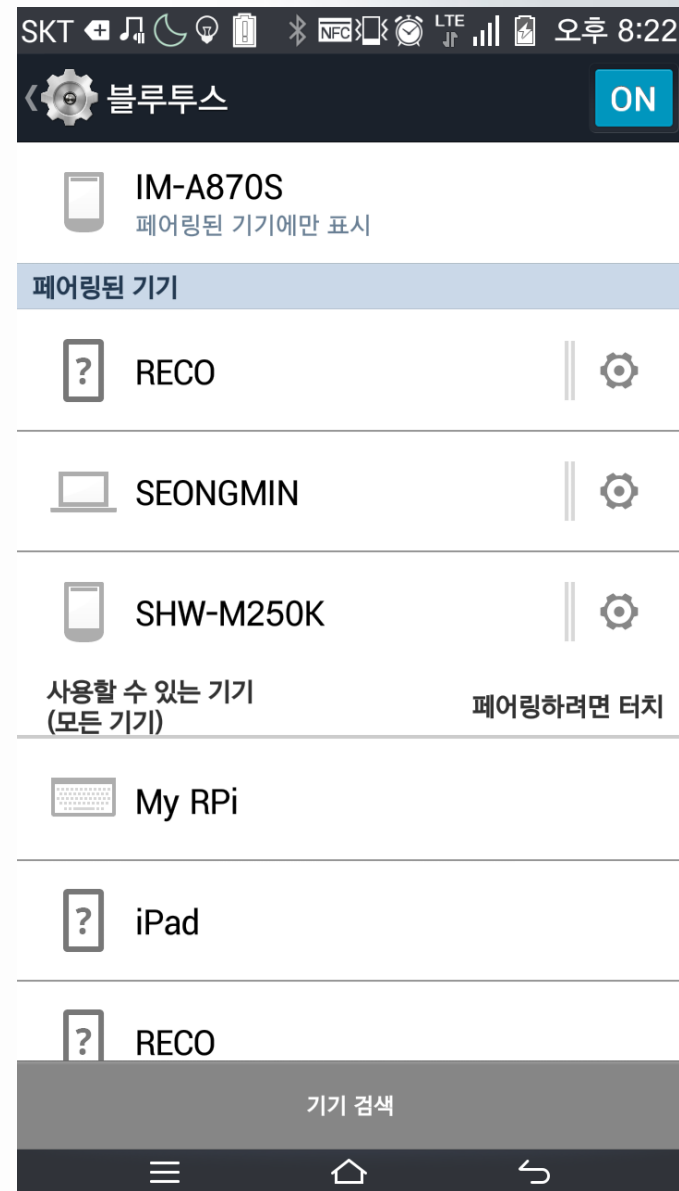 SKT NFC LTE 오후 8:22
블루투스 ON
IM-A870S
페어링된 기기에만 표시
페어링된 기기
? RECO
SEONGMIN
SHW-M250K
사용할 수 있는 기기 페어링하려면 터치
(모든 기기)
My RPi
? iPad
? RECO
기기 검색